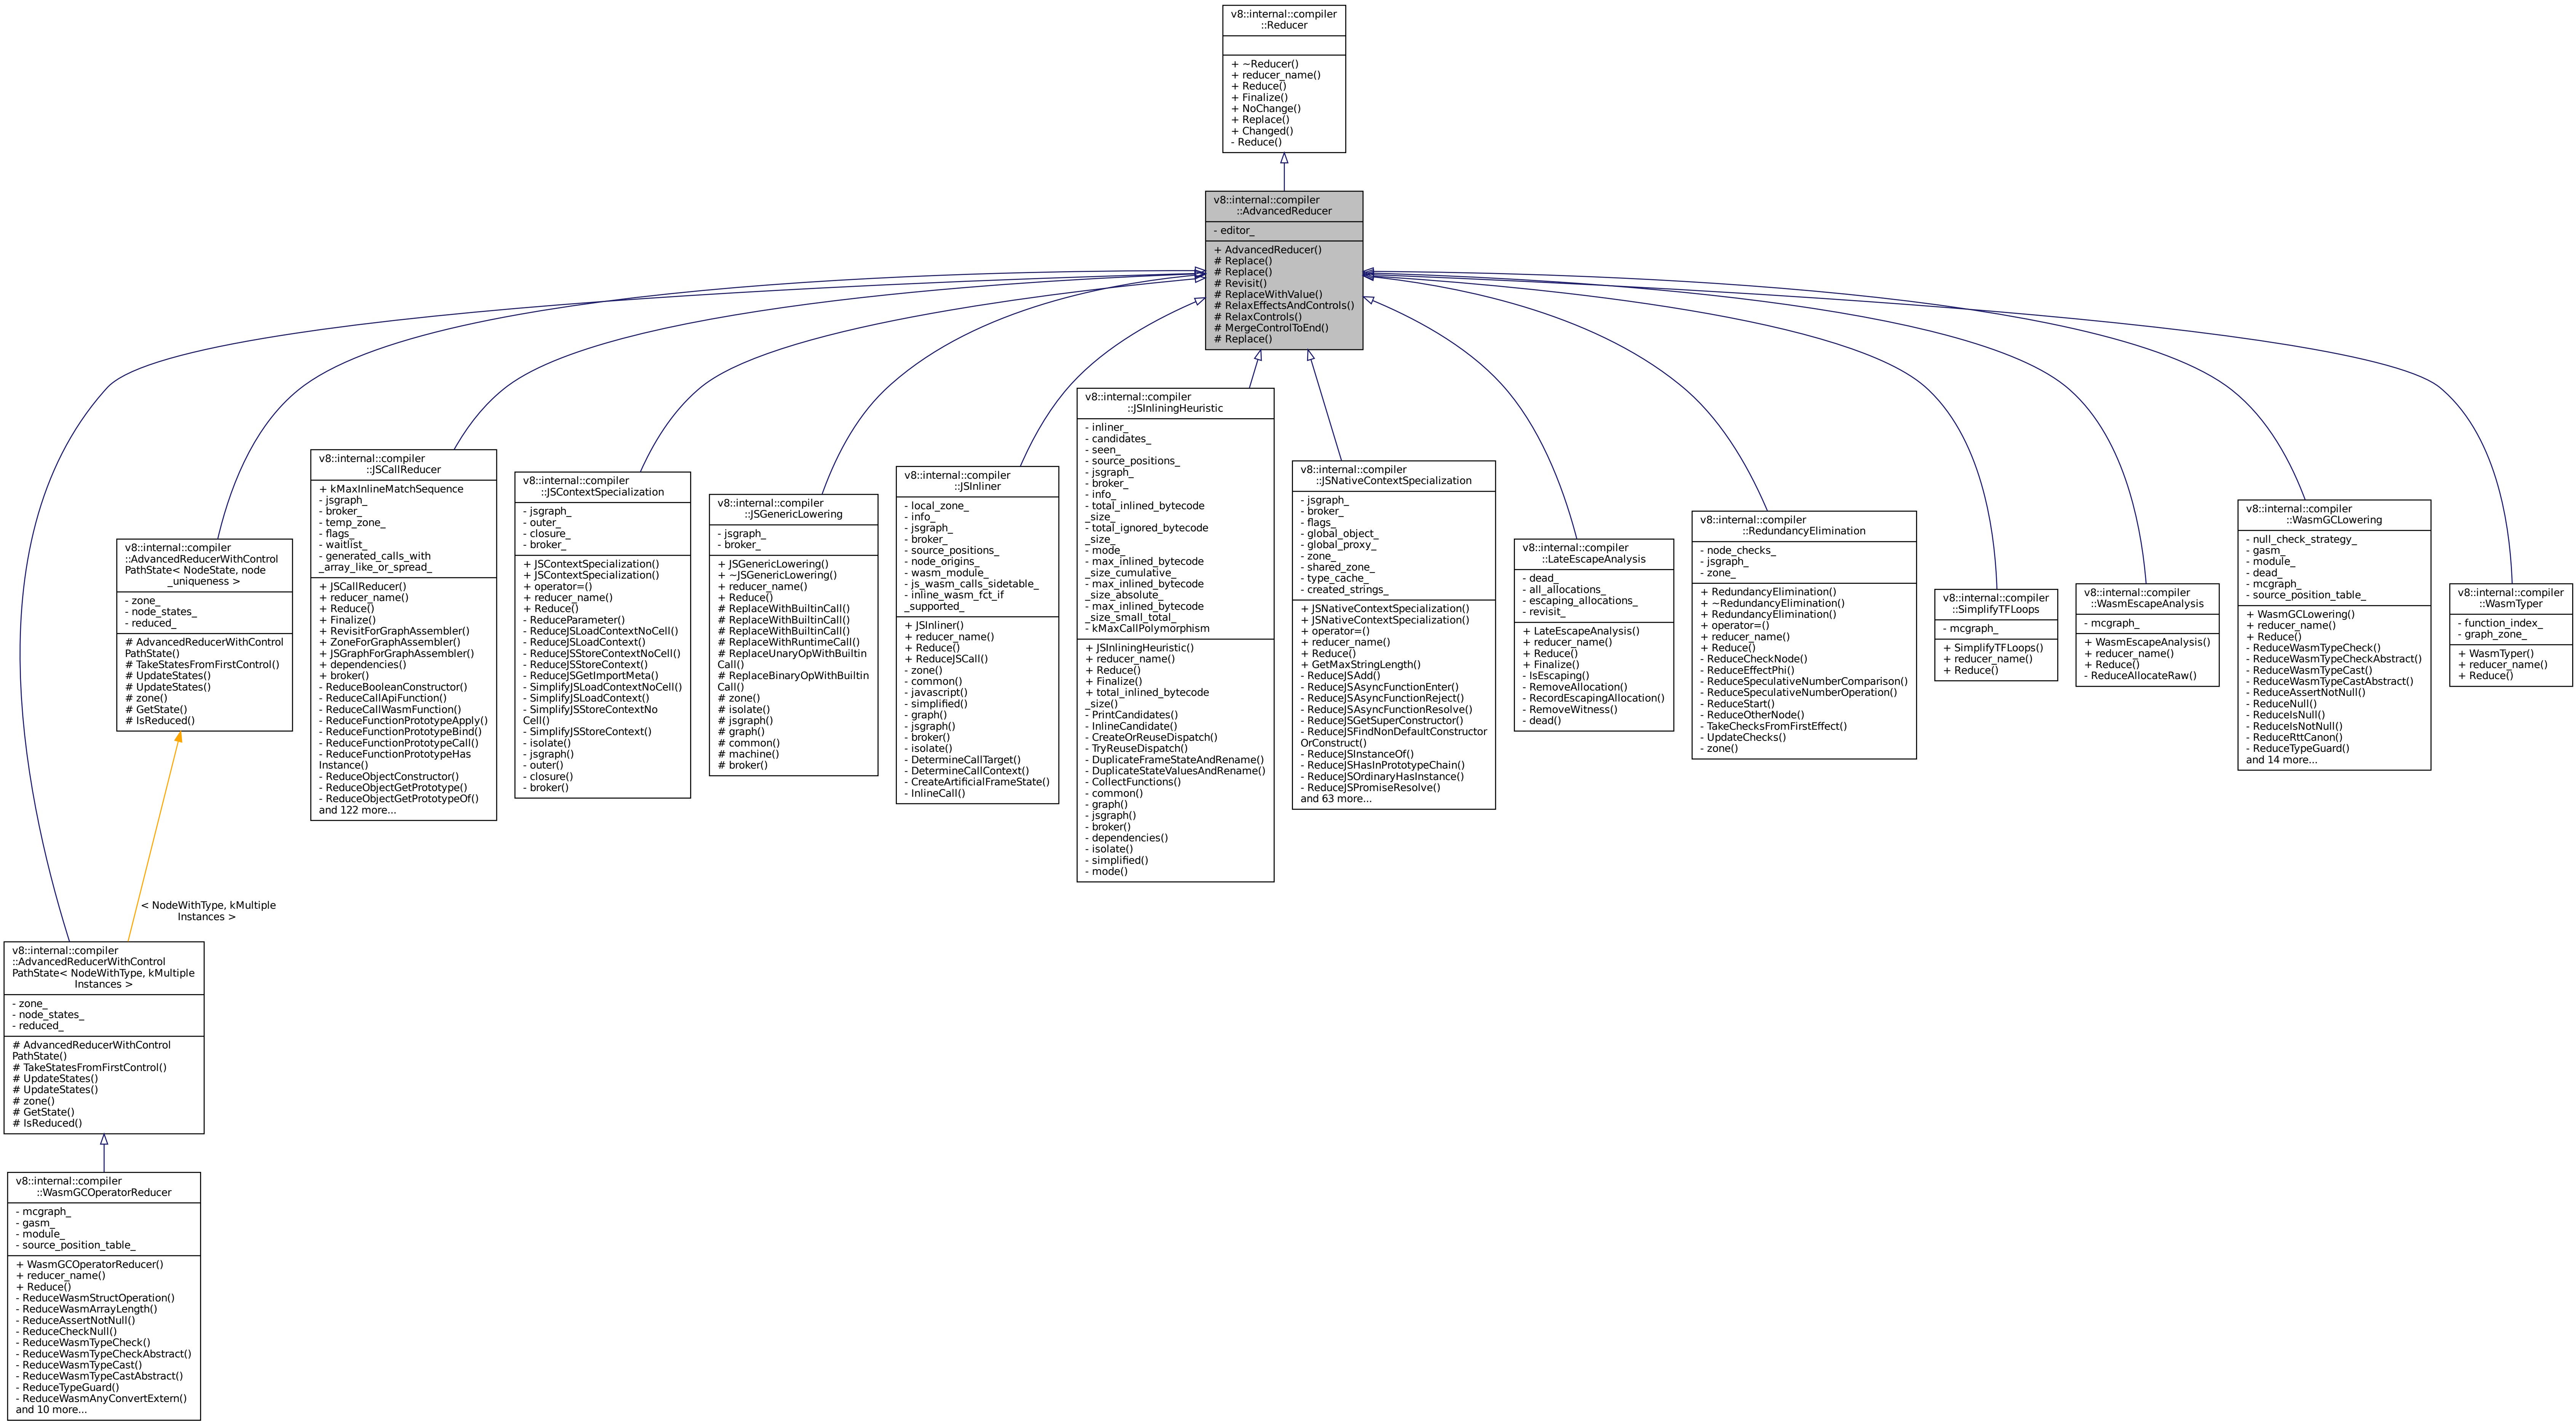 v8::internal::compiler
::Reducer
+ ~Reducer()
+ reducer_name()
+ Reduce()
+ Finalize()
+ NoChange()
+ Replace()
+ Changed()
- Reduce()
v8::internal::compiler
::AdvancedReducer
- editor_
+ AdvancedReducer()
# Replace()
# Replace()
# Revisit()
# ReplaceWithValue()
# RelaxEffectsAndControls()
# RelaxControls()
# MergeControlToEnd()
# Replace()
v8::internal::compiler
::AdvancedReducerWithControl
PathState< NodeState, node
_uniqueness >
- zone_
- node_states_
- reduced_
# AdvancedReducerWithControl
PathState()
# TakeStatesFromFirstControl()
# UpdateStates()
# UpdateStates()
# zone()
# GetState()
# IsReduced()
v8::internal::compiler
::JSCallReducer
+ kMaxInlineMatchSequence
- jsgraph_
- broker_
- temp_zone_
- flags_
- waitlist_
- generated_calls_with
_array_like_or_spread_
+ JSCallReducer()
+ reducer_name()
+ Reduce()
+ Finalize()
+ RevisitForGraphAssembler()
+ ZoneForGraphAssembler()
+ JSGraphForGraphAssembler()
+ dependencies()
+ broker()
- ReduceBooleanConstructor()
- ReduceCallApiFunction()
- ReduceCallWasmFunction()
- ReduceFunctionPrototypeApply()
- ReduceFunctionPrototypeBind()
- ReduceFunctionPrototypeCall()
- ReduceFunctionPrototypeHas
Instance()
- ReduceObjectConstructor()
- ReduceObjectGetPrototype()
- ReduceObjectGetPrototypeOf()
and 122 more...
v8::internal::compiler
::JSContextSpecialization
- jsgraph_
- outer_
- closure_
- broker_
+ JSContextSpecialization()
+ JSContextSpecialization()
+ operator=()
+ reducer_name()
+ Reduce()
- ReduceParameter()
- ReduceJSLoadContextNoCell()
- ReduceJSLoadContext()
- ReduceJSStoreContextNoCell()
- ReduceJSStoreContext()
- ReduceJSGetImportMeta()
- SimplifyJSLoadContextNoCell()
- SimplifyJSLoadContext()
- SimplifyJSStoreContextNo
Cell()
- SimplifyJSStoreContext()
- isolate()
- jsgraph()
- outer()
- closure()
- broker()
v8::internal::compiler
::JSGenericLowering
- jsgraph_
- broker_
+ JSGenericLowering()
+ ~JSGenericLowering()
+ reducer_name()
+ Reduce()
# ReplaceWithBuiltinCall()
# ReplaceWithBuiltinCall()
# ReplaceWithBuiltinCall()
# ReplaceWithRuntimeCall()
# ReplaceUnaryOpWithBuiltin
Call()
# ReplaceBinaryOpWithBuiltin
Call()
# zone()
# isolate()
# jsgraph()
# graph()
# common()
# machine()
# broker()
v8::internal::compiler
::JSInliner
- local_zone_
- info_
- jsgraph_
- broker_
- source_positions_
- node_origins_
- wasm_module_
- js_wasm_calls_sidetable_
- inline_wasm_fct_if
_supported_
+ JSInliner()
+ reducer_name()
+ Reduce()
+ ReduceJSCall()
- zone()
- common()
- javascript()
- simplified()
- graph()
- jsgraph()
- broker()
- isolate()
- DetermineCallTarget()
- DetermineCallContext()
- CreateArtificialFrameState()
- InlineCall()
v8::internal::compiler
::JSInliningHeuristic
- inliner_
- candidates_
- seen_
- source_positions_
- jsgraph_
- broker_
- info_
- total_inlined_bytecode
_size_
- total_ignored_bytecode
_size_
- mode_
- max_inlined_bytecode
_size_cumulative_
- max_inlined_bytecode
_size_absolute_
- max_inlined_bytecode
_size_small_total_
- kMaxCallPolymorphism
+ JSInliningHeuristic()
+ reducer_name()
+ Reduce()
+ Finalize()
+ total_inlined_bytecode
_size()
- PrintCandidates()
- InlineCandidate()
- CreateOrReuseDispatch()
- TryReuseDispatch()
- DuplicateFrameStateAndRename()
- DuplicateStateValuesAndRename()
- CollectFunctions()
- common()
- graph()
- jsgraph()
- broker()
- dependencies()
- isolate()
- simplified()
- mode()
v8::internal::compiler
::JSNativeContextSpecialization
- jsgraph_
- broker_
- flags_
- global_object_
- global_proxy_
- zone_
- shared_zone_
- type_cache_
- created_strings_
+ JSNativeContextSpecialization()
+ JSNativeContextSpecialization()
+ operator=()
+ reducer_name()
+ Reduce()
+ GetMaxStringLength()
- ReduceJSAdd()
- ReduceJSAsyncFunctionEnter()
- ReduceJSAsyncFunctionReject()
- ReduceJSAsyncFunctionResolve()
- ReduceJSGetSuperConstructor()
- ReduceJSFindNonDefaultConstructor
OrConstruct()
- ReduceJSInstanceOf()
- ReduceJSHasInPrototypeChain()
- ReduceJSOrdinaryHasInstance()
- ReduceJSPromiseResolve()
and 63 more...
v8::internal::compiler
::LateEscapeAnalysis
- dead_
- all_allocations_
- escaping_allocations_
- revisit_
+ LateEscapeAnalysis()
+ reducer_name()
+ Reduce()
+ Finalize()
- IsEscaping()
- RemoveAllocation()
- RecordEscapingAllocation()
- RemoveWitness()
- dead()
v8::internal::compiler
::RedundancyElimination
- node_checks_
- jsgraph_
- zone_
+ RedundancyElimination()
+ ~RedundancyElimination()
+ RedundancyElimination()
+ operator=()
+ reducer_name()
+ Reduce()
- ReduceCheckNode()
- ReduceEffectPhi()
- ReduceSpeculativeNumberComparison()
- ReduceSpeculativeNumberOperation()
- ReduceStart()
- ReduceOtherNode()
- TakeChecksFromFirstEffect()
- UpdateChecks()
- zone()
v8::internal::compiler
::SimplifyTFLoops
- mcgraph_
+ SimplifyTFLoops()
+ reducer_name()
+ Reduce()
v8::internal::compiler
::WasmEscapeAnalysis
- mcgraph_
+ WasmEscapeAnalysis()
+ reducer_name()
+ Reduce()
- ReduceAllocateRaw()
v8::internal::compiler
::WasmGCLowering
- null_check_strategy_
- gasm_
- module_
- dead_
- mcgraph_
- source_position_table_
+ WasmGCLowering()
+ reducer_name()
+ Reduce()
- ReduceWasmTypeCheck()
- ReduceWasmTypeCheckAbstract()
- ReduceWasmTypeCast()
- ReduceWasmTypeCastAbstract()
- ReduceAssertNotNull()
- ReduceNull()
- ReduceIsNull()
- ReduceIsNotNull()
- ReduceRttCanon()
- ReduceTypeGuard()
and 14 more...
v8::internal::compiler
::WasmTyper
- function_index_
- graph_zone_
+ WasmTyper()
+ reducer_name()
+ Reduce()
< NodeWithType, kMultiple
Instances >
v8::internal::compiler
::AdvancedReducerWithControl
PathState< NodeWithType, kMultiple
Instances >
- zone_
- node_states_
- reduced_
# AdvancedReducerWithControl
PathState()
# TakeStatesFromFirstControl()
# UpdateStates()
# UpdateStates()
# zone()
# GetState()
# IsReduced()
v8::internal::compiler
::WasmGCOperatorReducer
- mcgraph_
- gasm_
- module_
- source_position_table_
+ WasmGCOperatorReducer()
+ reducer_name()
+ Reduce()
- ReduceWasmStructOperation()
- ReduceWasmArrayLength()
- ReduceAssertNotNull()
- ReduceCheckNull()
- ReduceWasmTypeCheck()
- ReduceWasmTypeCheckAbstract()
- ReduceWasmTypeCast()
- ReduceWasmTypeCastAbstract()
- ReduceTypeGuard()
- ReduceWasmAnyConvertExtern()
and 10 more...